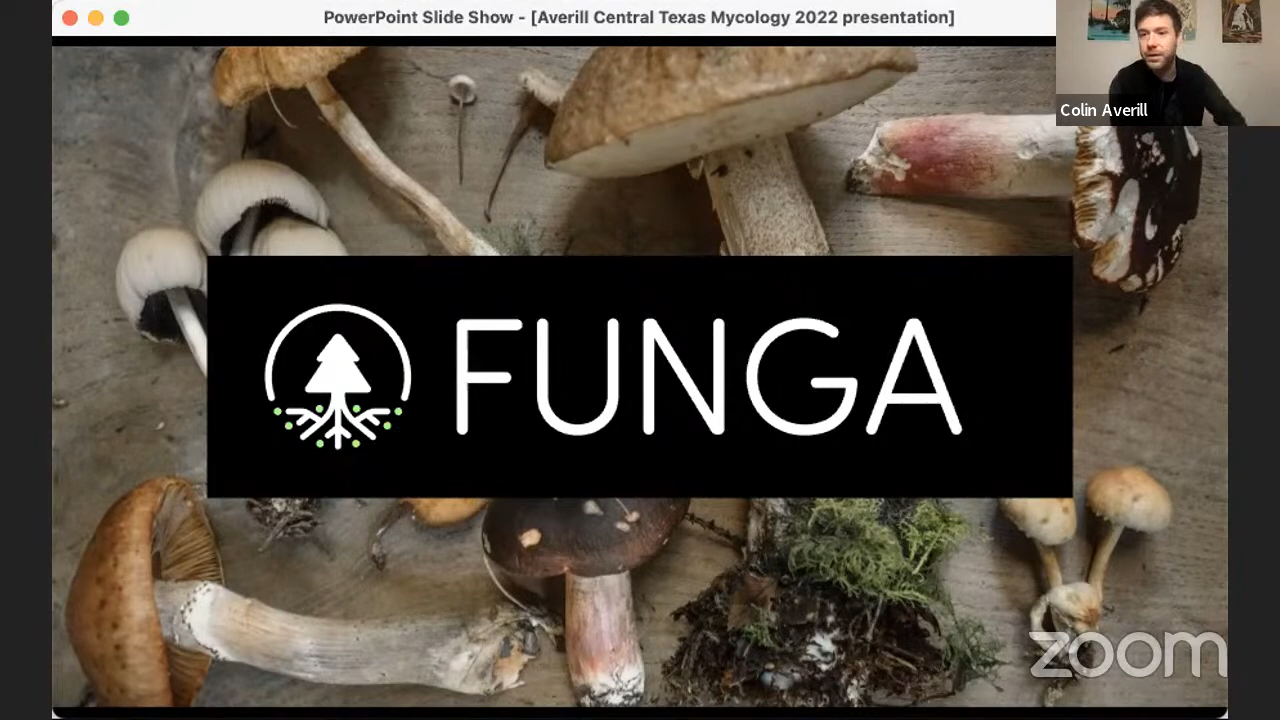 PowerPoint Slide Show - [Averill Central Texas Mycology 2022 presentation]
Colin Averill
FUNGA
zoom